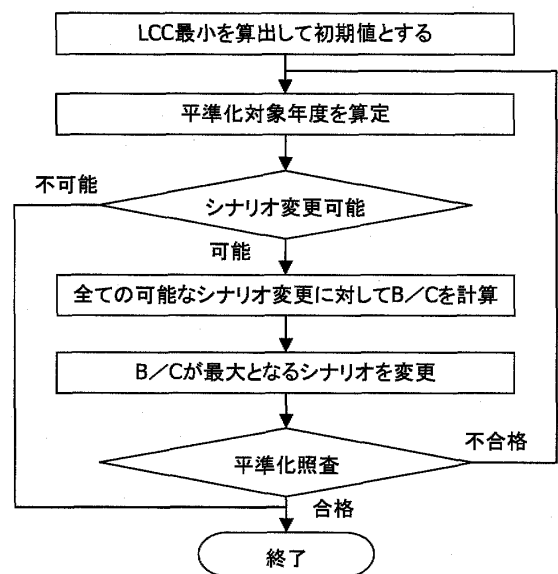 LCC最小を算出して初期値とする
平準化対象年度を算定
不可能
シナリオ変更可能
可能
全ての可能なシナリオ変更に対してB／Cを計算
B／Cが最大となるシナリオを変更
不合格
平準化照査
合格
終了